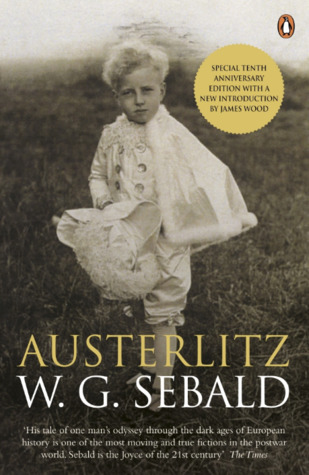 SPECIAL TENTH
ANNIVERSARY
EDITION WITH A
NEW INTRODUCTION
BY JAMES WOOD
AUSTERLITZ
W. G. SEBALD
‘His tale of one man's odyssey through the dark ages of European
history is one of the most moving and true fictions in the postwar
world. Sebald is the Joyce of the 21st century’ The Times